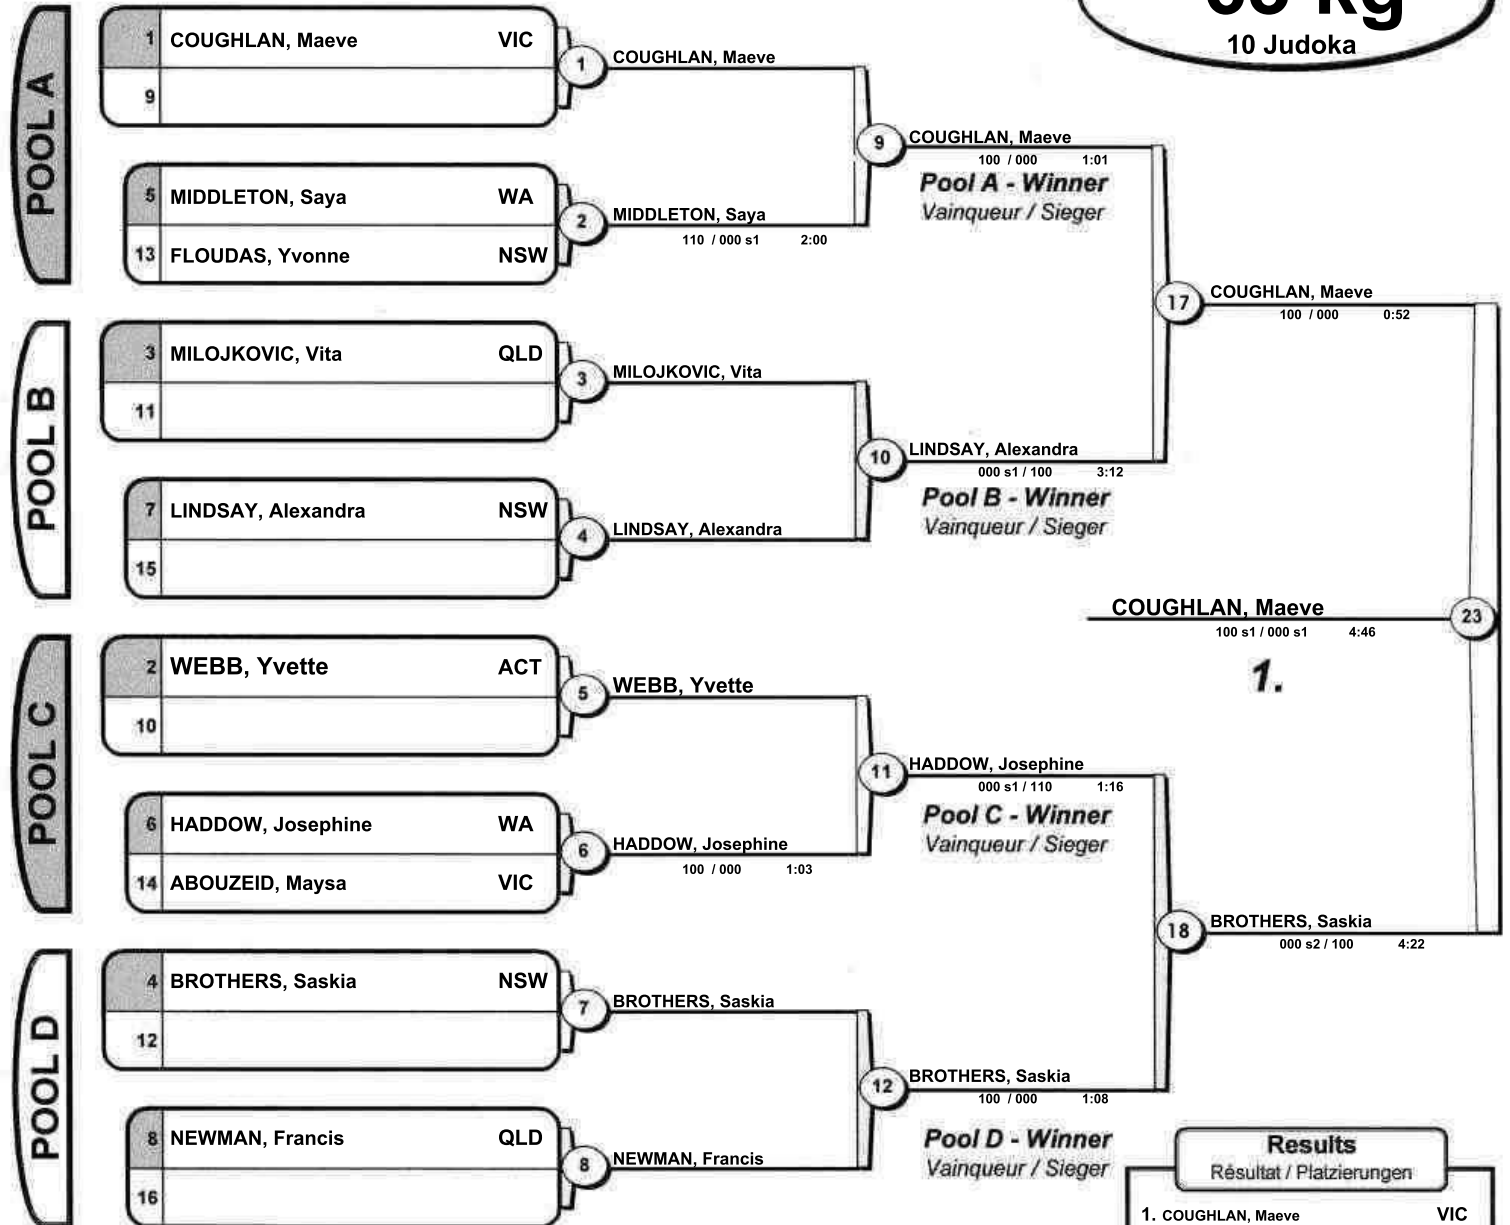 kg
10 Judoka
POOL A
1 COUGHLAN, Maeve VIC
9
5 MIDDLETON, Saya WA
13 FLOUDAS, Yvonne NSW
1 COUGHLAN, Maeve
2 MIDDLETON, Saya
110 / 000 s1 2:00
9 COUGHLAN, Maeve
100 / 000 1:01
Pool A - Winner
Vainqueur / Sieger
POOL B
3 MILOJKOVIC, Vita QLD
11
7 LINDSAY, Alexandra NSW
15
3 MILOJKOVIC, Vita
4 LINDSAY, Alexandra
10 LINDSAY, Alexandra
000 s1 / 100 3:12
Pool B - Winner
Vainqueur / Sieger
17 COUGHLAN, Maeve
100 / 000 0:52
COUGHLAN, Maeve 23
100 s1 / 000 s1 4:46
1.
POOL C
2 WEBB, Yvette ACT
10
6 HADDOW, Josephine WA
14 ABOUZEID, Maysa VIC
5 WEBB, Yvette
6 HADDOW, Josephine
100 / 000 1:03
11 HADDOW, Josephine
000 s1 / 110 1:16
Pool C - Winner
Vainqueur / Sieger
18 BROTHERS, Saskia
000 s2 / 100 4:22
POOL D
4 BROTHERS, Saskia NSW
12
8 NEWMAN, Francis QLD
16
7 BROTHERS, Saskia
8 NEWMAN, Francis
12 BROTHERS, Saskia
100 / 000 1:08
Pool D - Winner
Vainqueur / Sieger
Results
Résultat / Platzierungen
1. COUGHLAN, Maeve VIC